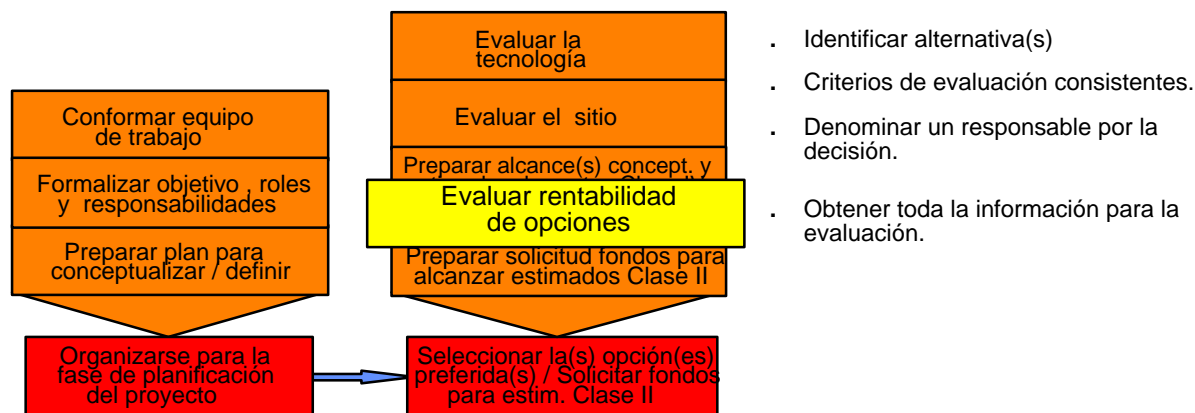 Conformar equipo
de trabajo
Formalizar objetivo , roles
y responsabilidades
Preparar plan para
conceptualizar / definir
Organizarse para la
fase de planificación
del proyecto
Evaluar la
tecnología
Evaluar el sitio
Preparar alcance(s) concept. y
Evaluar rentabilidad
de opciones
Preparar solicitud fondos para
alcanzar estimados Clase II
Seleccionar la(s) opción(es)
preferida(s) / Solicitar fondos
para estim. Clase II
. Identificar alternativa(s)
. Criterios de evaluación consistentes.
. Denominar un responsable por la
decisión.
. Obtener toda la información para la
evaluación.